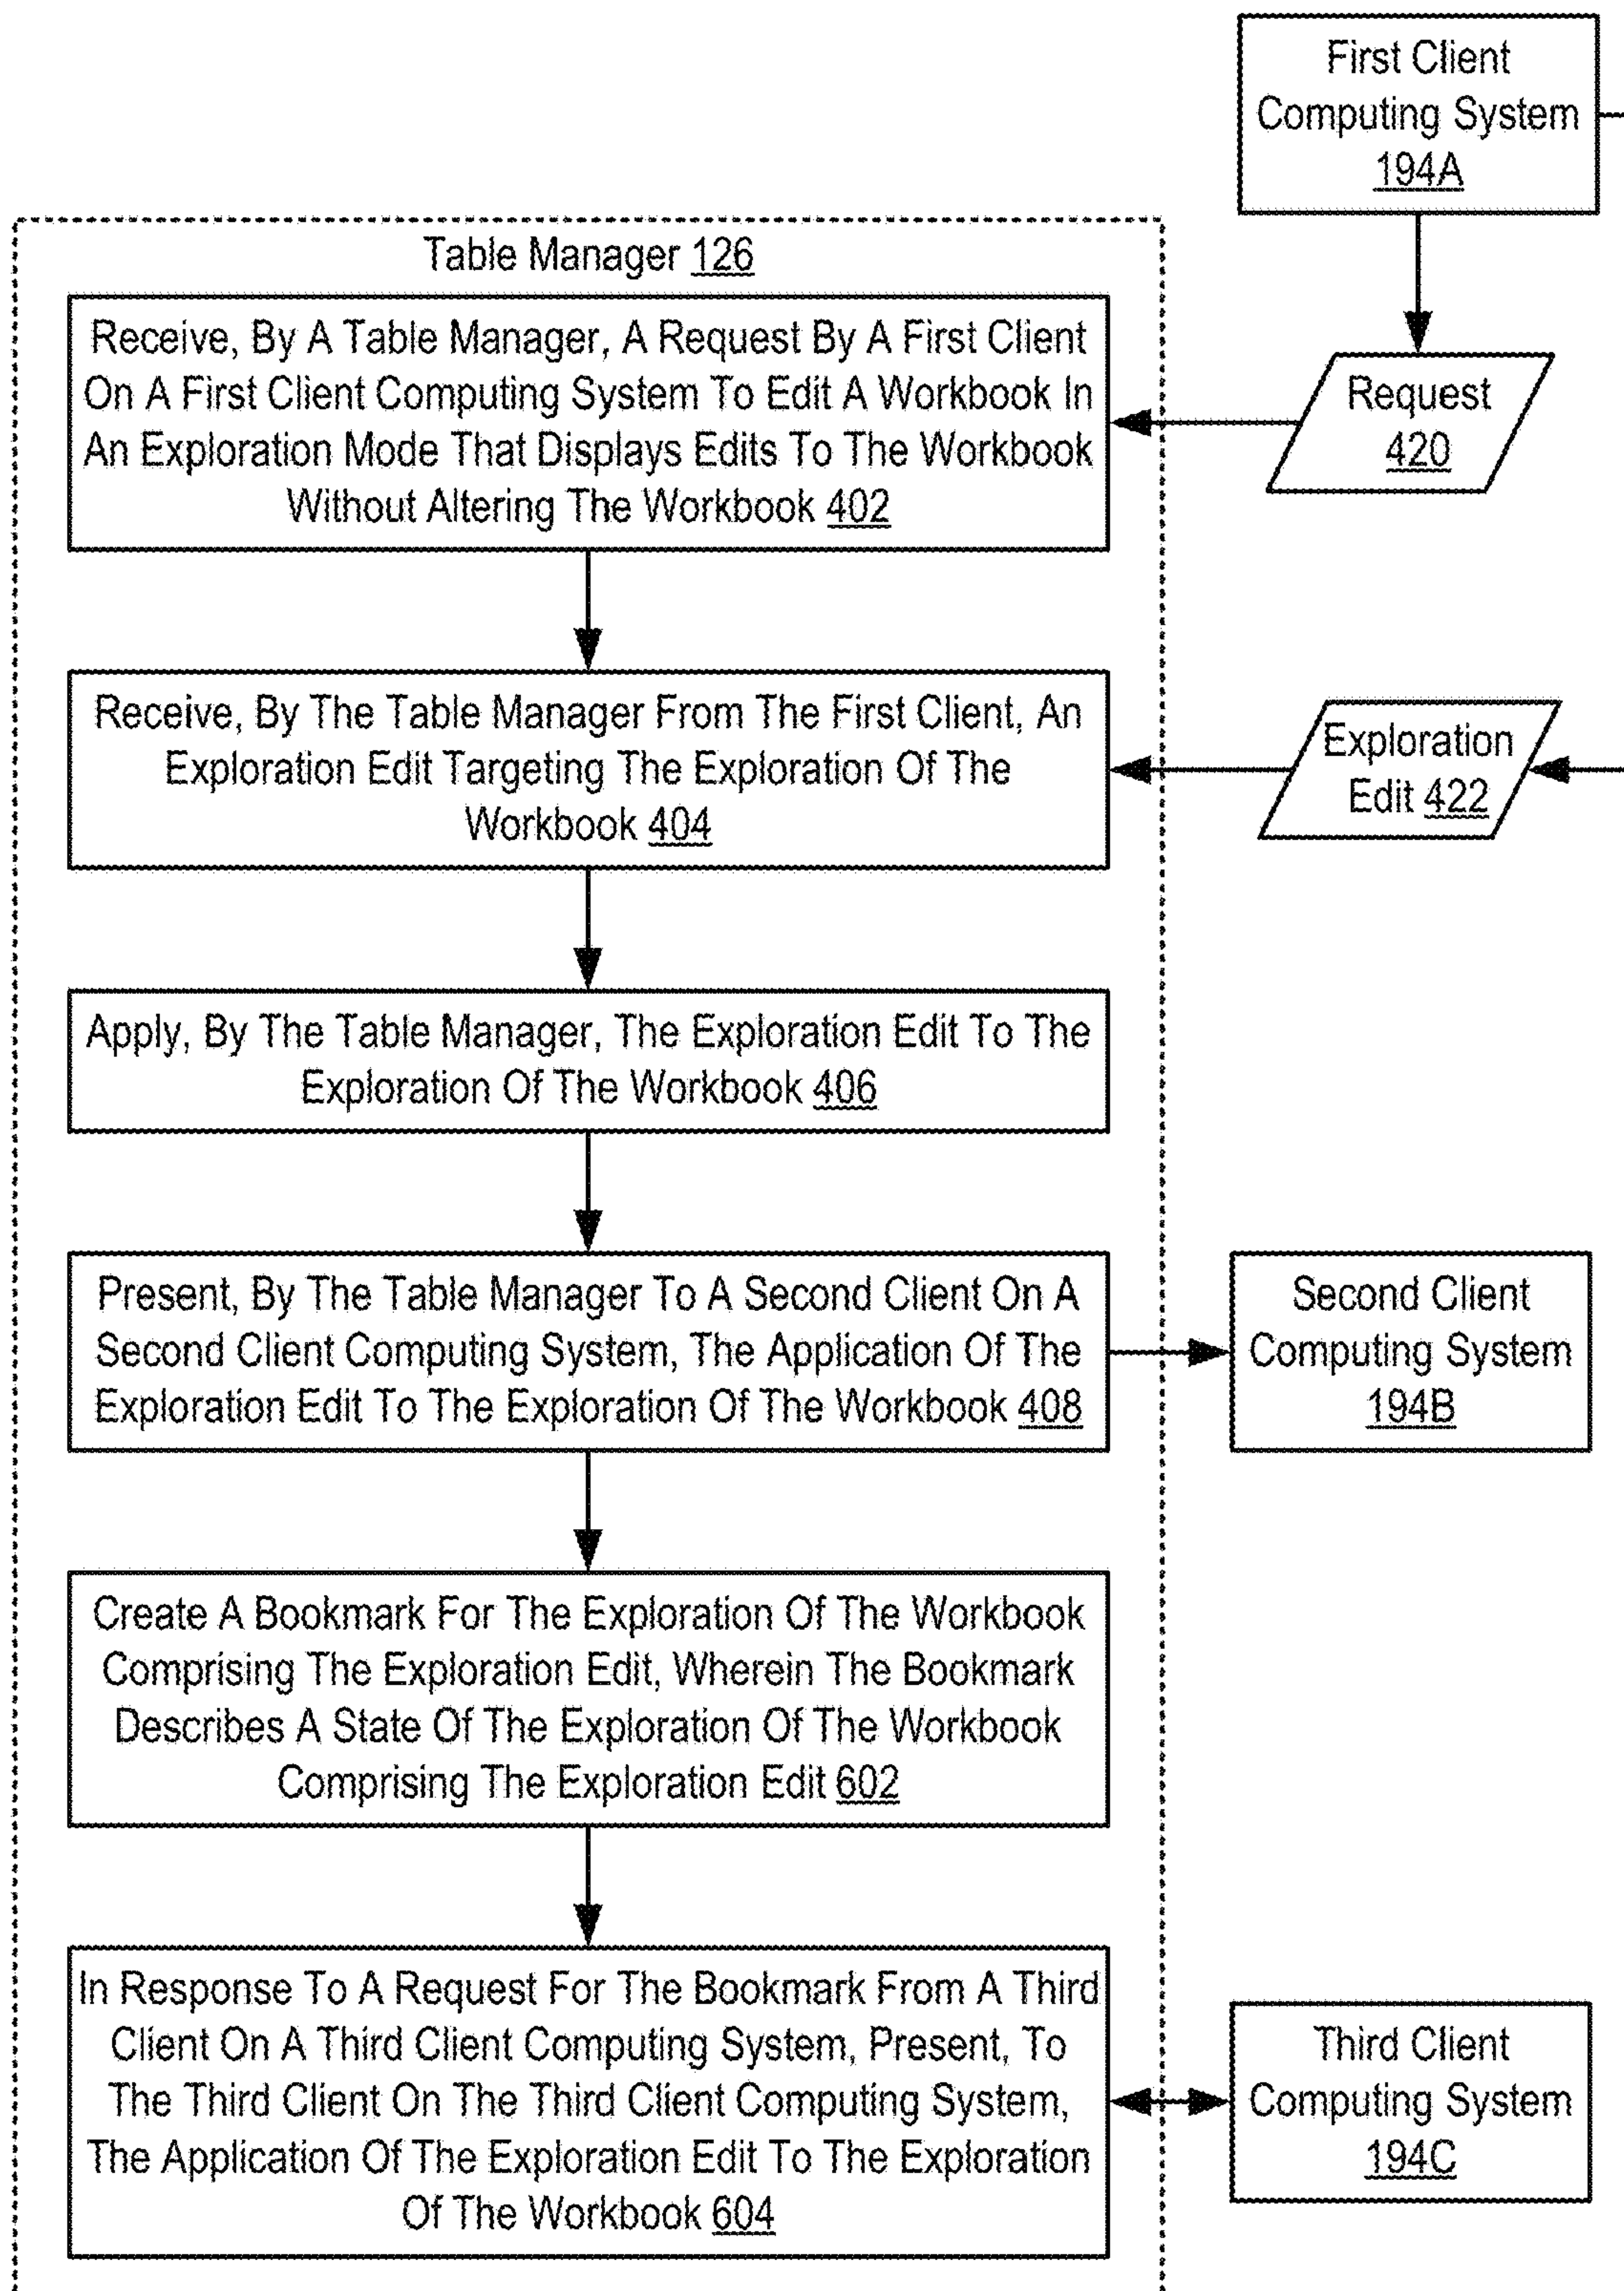 First Client
Computing System
194A
Table Manager 126
Receive, By A Table Manager, A Request By A First Client
On A First Client Computing System To Edit A Workbook In
An Exploration Mode That Displays Edits To The Workbook
Without Altering The Workbook 402
Request
420
Receive, By The Table Manager From The First Client, An
Exploration Edit Targeting The Exploration Of The
Workbook 404
Exploration
Edit 422
Apply, By The Table Manager, The Exploration Edit To The
Exploration Of The Workbook 406
Present, By The Table Manager To A Second Client On A
Second Client Computing System, The Application Of The
Exploration Edit To The Exploration Of The Workbook 408
Second Client
Computing System
194B
Create A Bookmark For The Exploration Of The Workbook
Comprising The Exploration Edit, Wherein The Bookmark
Describes A State Of The Exploration Of The Workbook
Comprising The Exploration Edit 602
In Response To A Request For The Bookmark From A Third
Client On A Third Client Computing System, Present, To
The Third Client On The Third Client Computing System,
The Application Of The Exploration Edit To The Exploration
Of The Workbook 604
Third Client
Computing System
194C